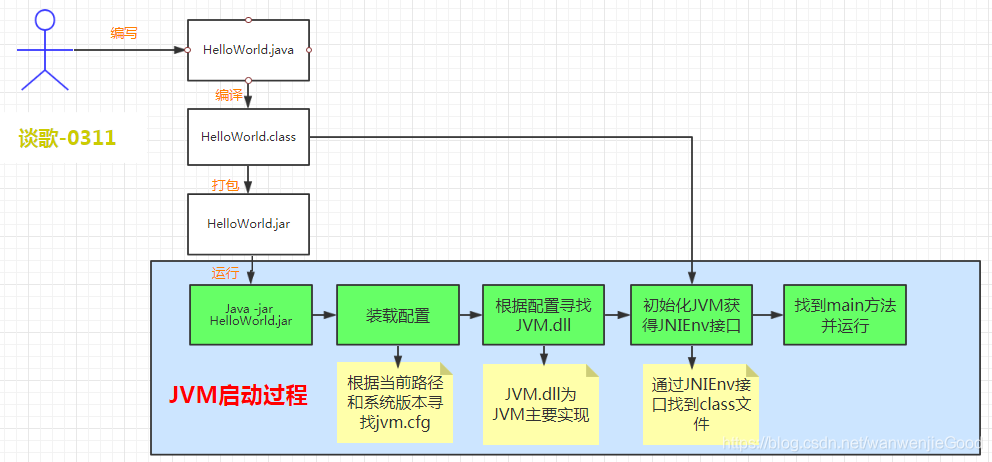 编写
HelloWorld.java
编译
谈歌-0311
HelloWorld.class
打包
HelloWorld.jar
运行
Java -jar
HelloWorld.jar
装载配置
根据配置寻找
JVM.dll
初始化JVM获
得JNIEnv接口
找到main方法
并运行
JVM启动过程
根据当前路径
和系统版本寻
找jvm.cfg
JVM.dll为
JVM主要实现
通过JNIEnv接
口找到class文
件
https://blog.csdn.net/wanwenjieGood